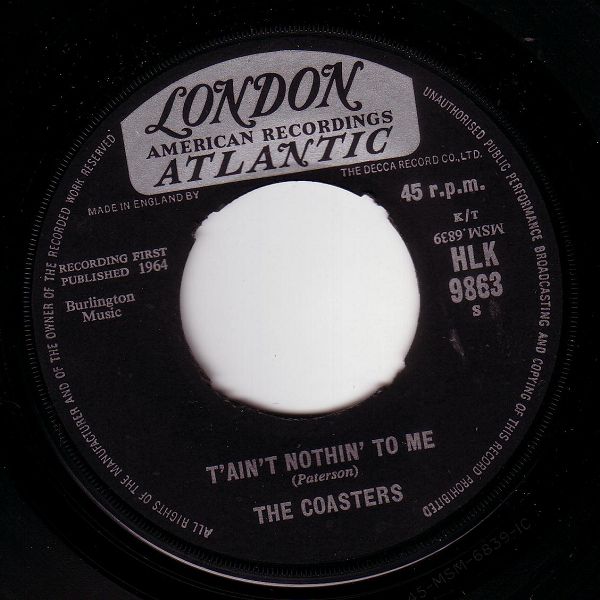 LONDON
AMERICAN RECORDINGS
ATLANTIC
MADE IN ENGLAND BY
THE DECCA RECORD CO., LTD.
45 r.p.m.
K/T
MSM.6839
HLK
9863
S
RECORDING FIRST
PUBLISHED 1964
Burlington
Music
T'AIN'T NOTHIN' TO ME
(Paterson)
THE COASTERS
ALL RIGHTS OF THE MANUFACTURER AND OF THE OWNER OF THE RECORDED WORK RESERVED
UNAUTHORISED PUBLIC PERFORMANCE BROADCASTING AND COPYING OF THIS RECORD PROHIBITED
45-MSM-6839-1C